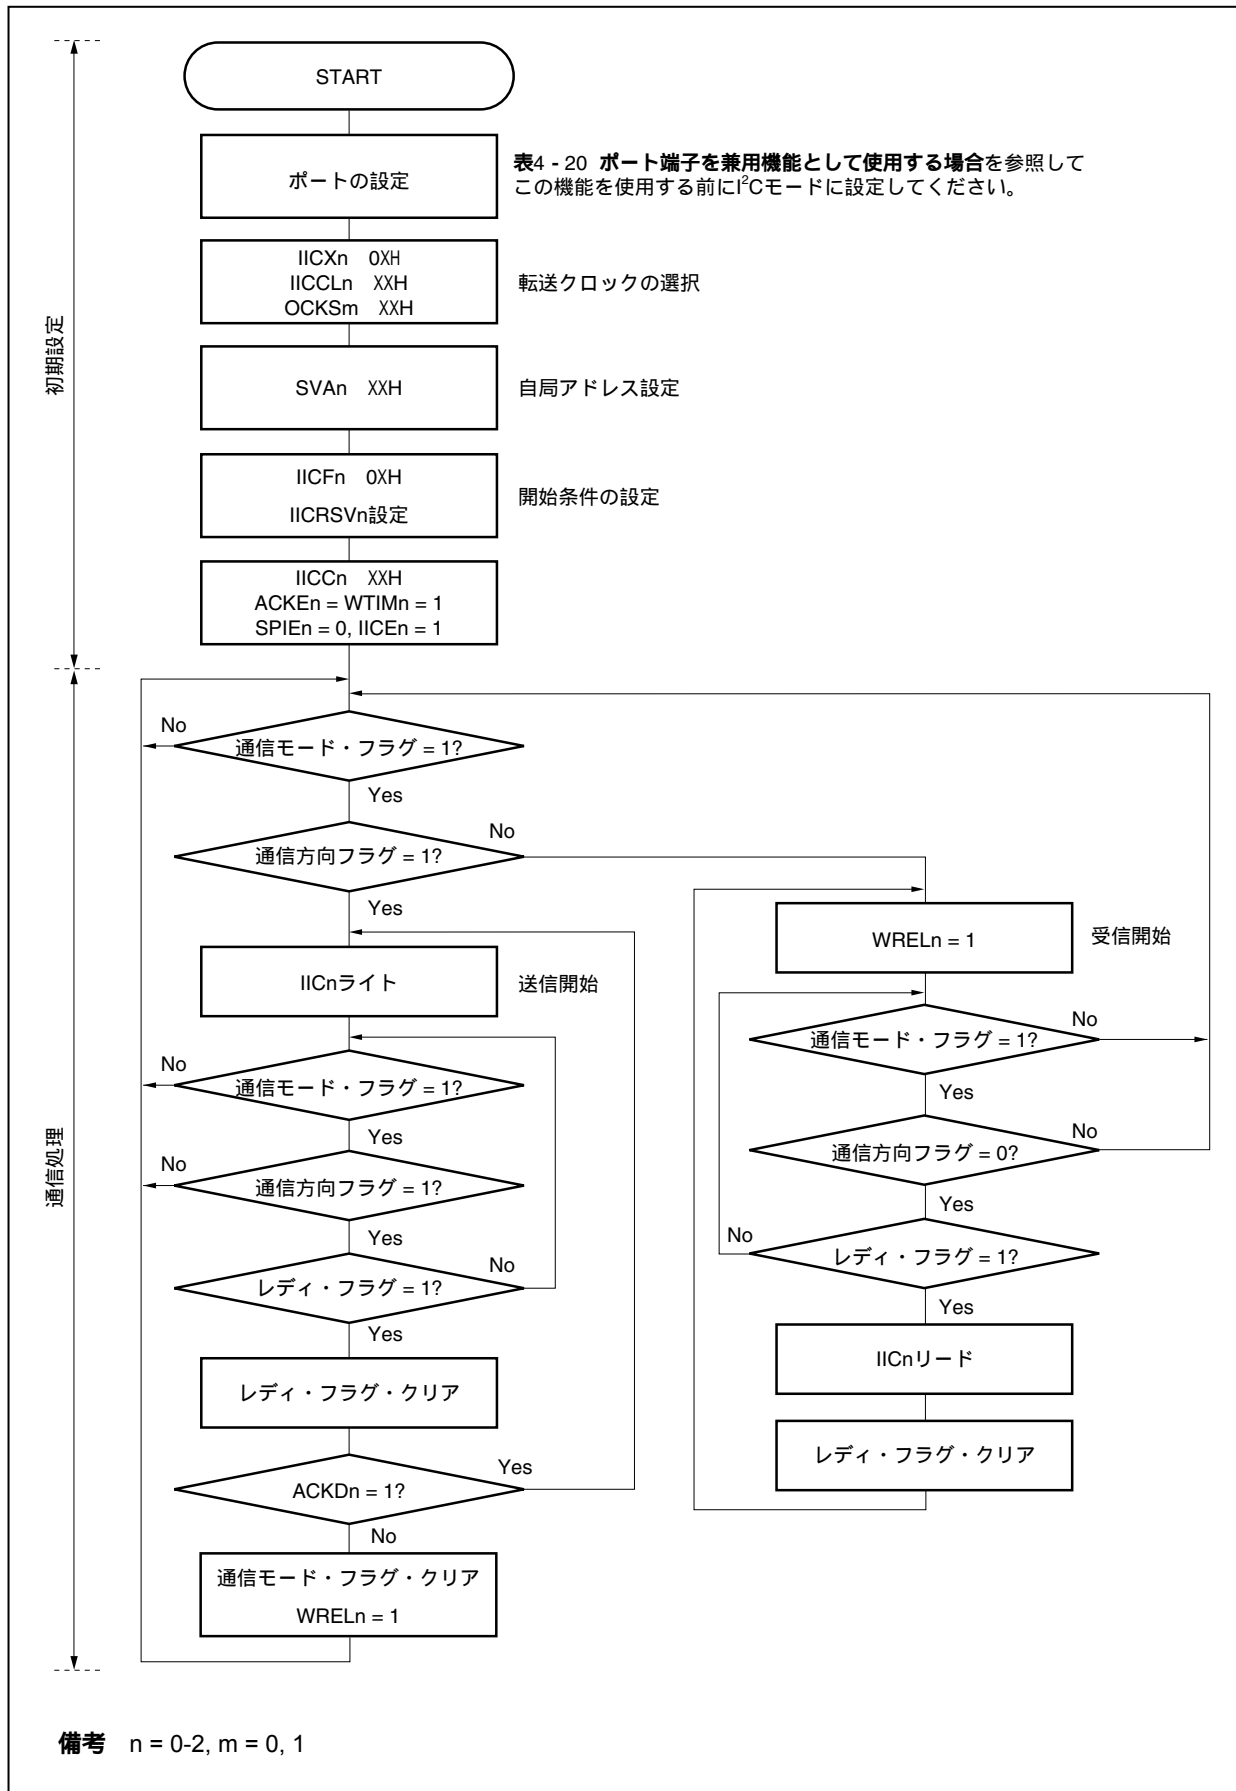 START
ポートの設定
表4 - 20 ポート端子を兼用機能として使用する場合を参照して
この機能を使用する前にI²Cモードに設定してください。
IICXn 0XH
IICCLn XXH
OCKSm XXH
転送クロックの選択
初期設定
SVAn XXH
自局アドレス設定
IICFn 0XH
IICRSVn設定
開始条件の設定
IICCn XXH
ACKEn = WTIMn = 1
SPIEn = 0, IICEn = 1
No
通信モード・フラグ = 1?
Yes
No
通信方向フラグ = 1?
Yes
WRELn = 1
受信開始
IICnライト
送信開始
No
通信モード・フラグ = 1?
Yes
No
通信モード・フラグ = 1?
Yes
No
通信方向フラグ = 0?
Yes
通信処理
No
通信方向フラグ = 1?
Yes
No
レディ・フラグ = 1?
Yes
No
レディ・フラグ = 1?
Yes
IICnリード
レディ・フラグ・クリア
レディ・フラグ・クリア
Yes
ACKDn = 1?
No
通信モード・フラグ・クリア
WRELn = 1
備考 n = 0-2, m = 0, 1